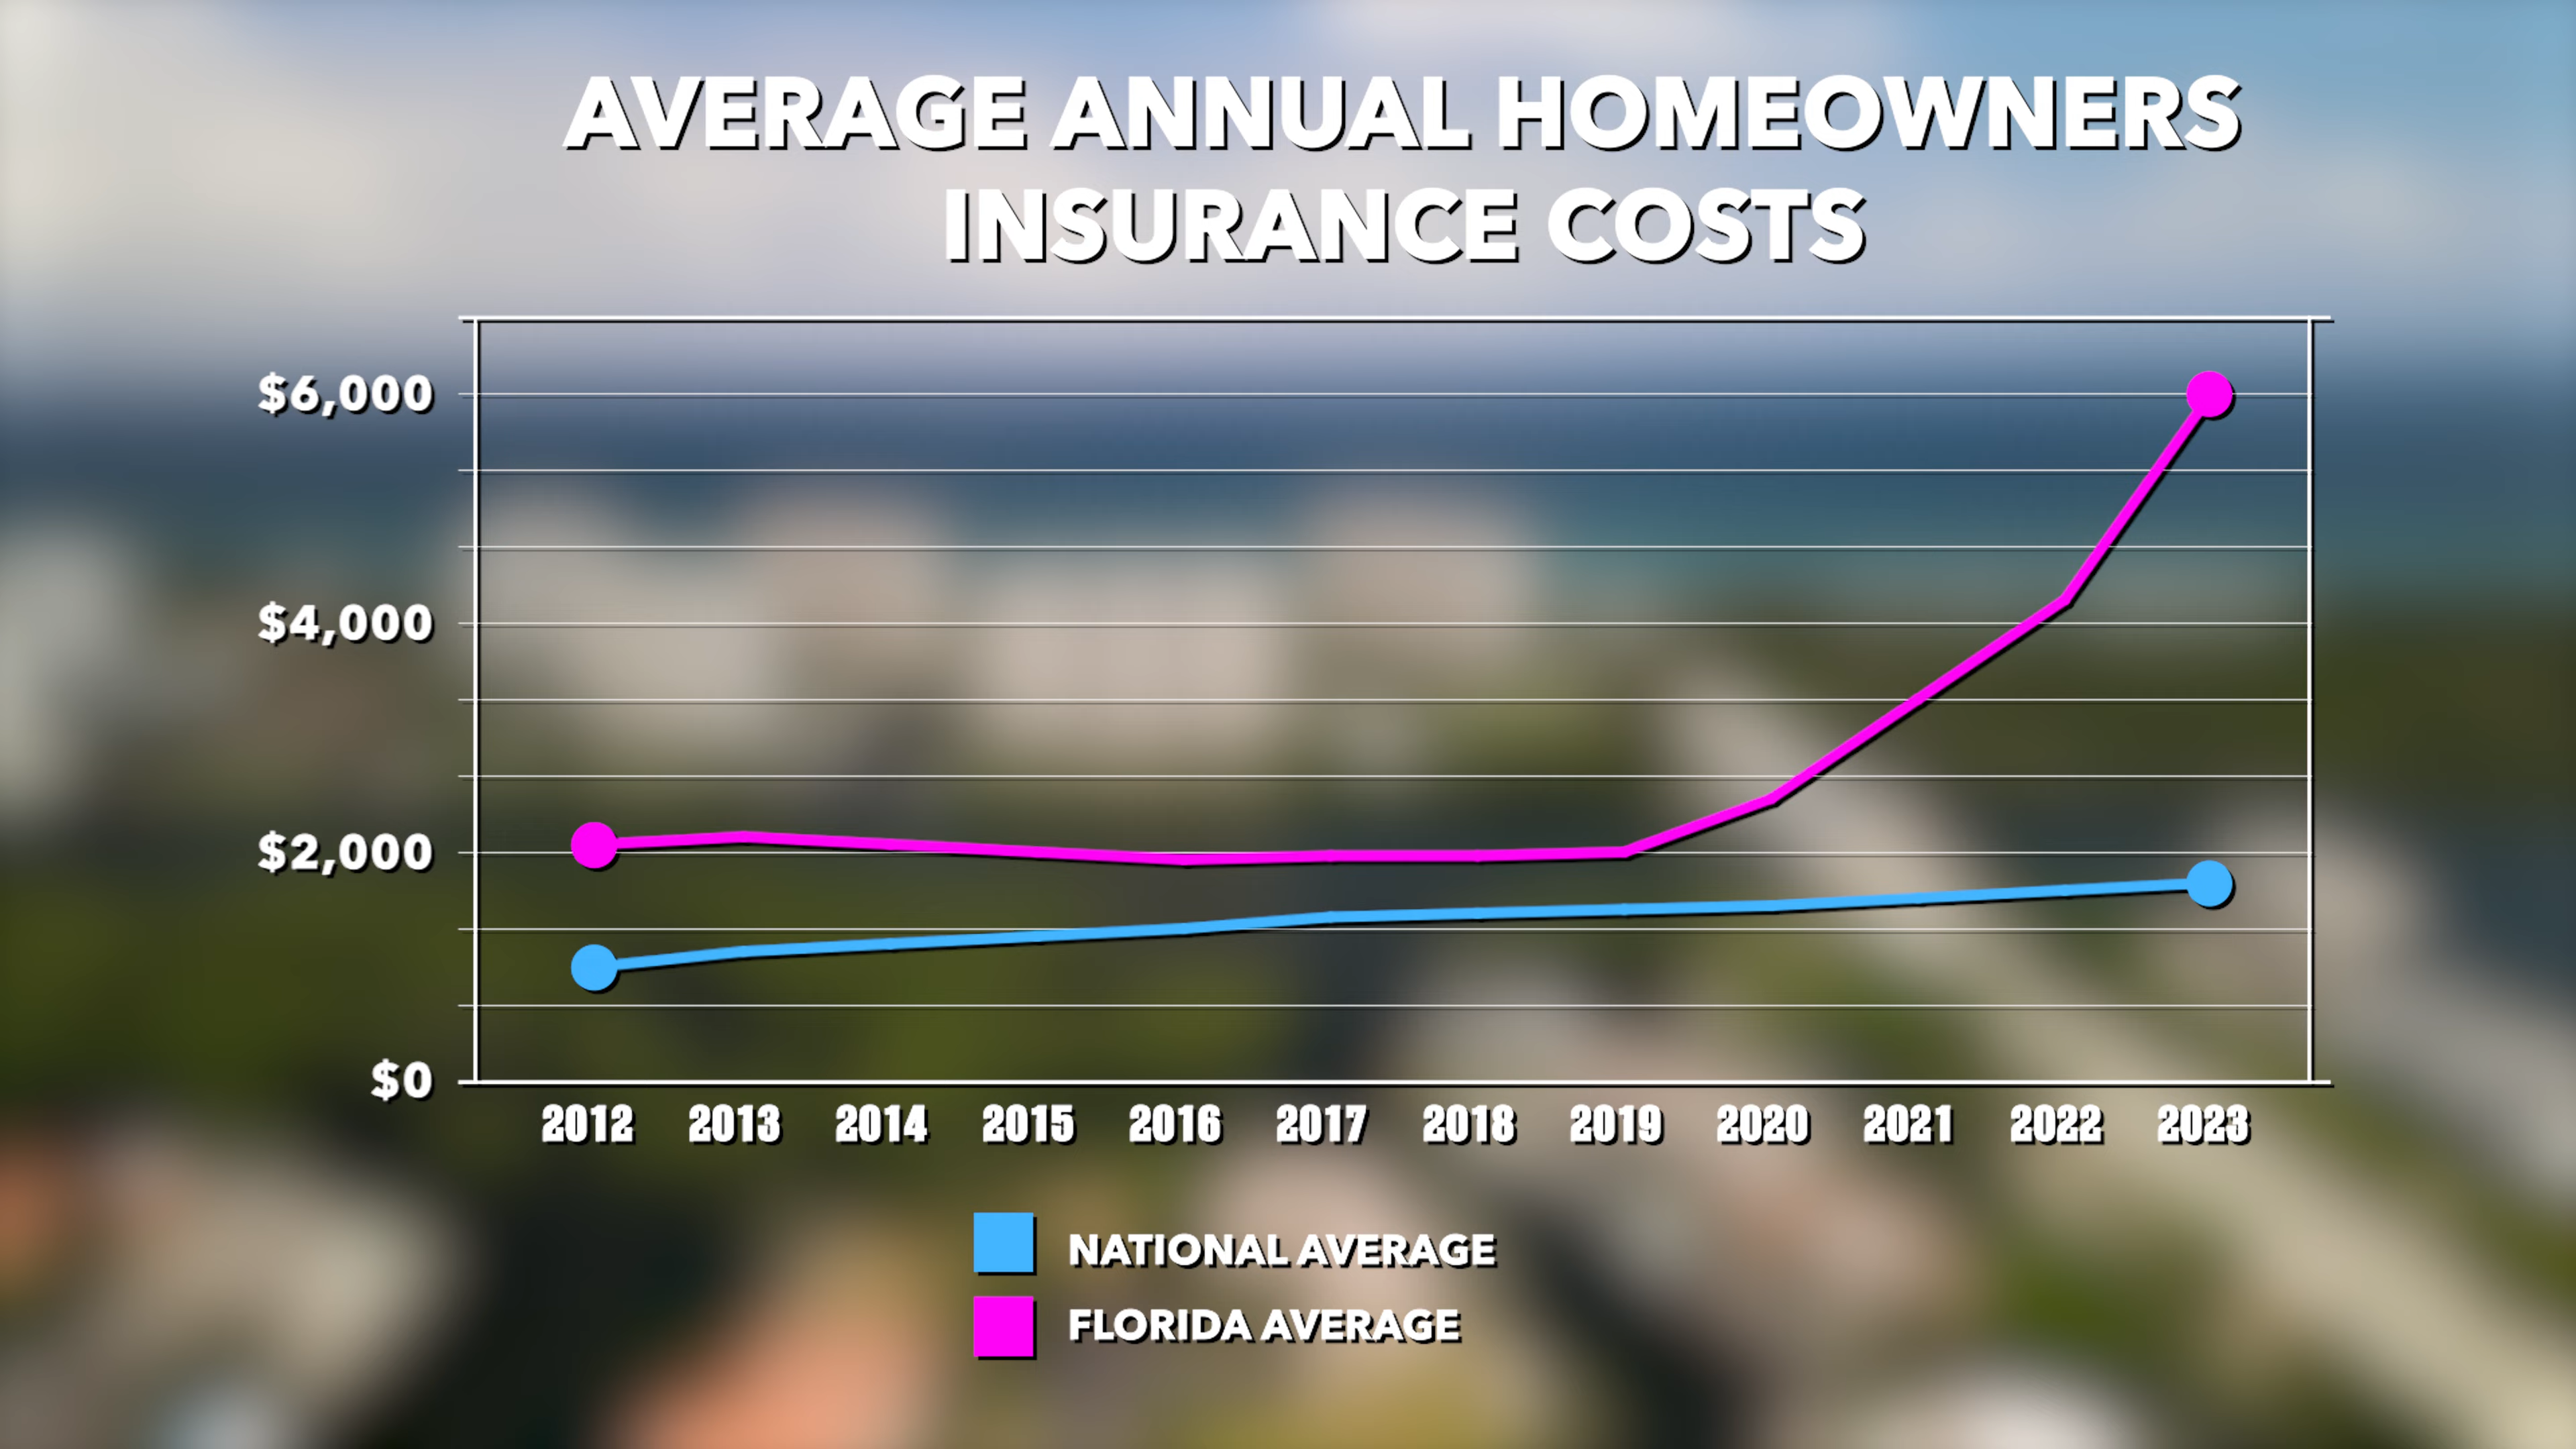 AVERAGE ANNUAL HOMEOWNERS
INSURANCE COSTS
$6,000
$4,000
$2,000
$0
2012 2013 2014 2015 2016 2017 2018 2019 2020 2021 2022 2023
NATIONAL AVERAGE
FLORIDA AVERAGE